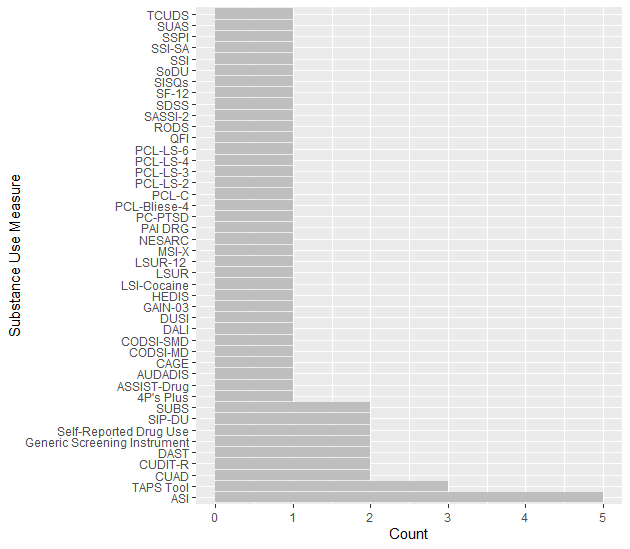 TCUDS
SUAS
SSPI
SSI-SA
SSI
SoDU
SISQs
SF-12
SDSS
SASSI-2
RODS
QFI
PCL-LS-6
PCL-LS-4
PCL-LS-3
PCL-LS-2
PCL-C
PCL-Bliese-4
PC-PTSD
PAI DRG
NESARC
MSI-X
LSUR-12
LSUR
LSI-Cocaine
HEDIS
GAIN-03
DUSI
DALI
CODSI-SMD
CODSI-MD
CAGE
AUDADIS
ASSIST-Drug
4P's Plus
SUBS
SIP-DU
Self-Reported Drug Use
Generic Screening Instrument
DAST
CUDIT-R
CUAD
TAPS Tool
ASI
Substance Use Measure
0 1 2 3 4 5
Count